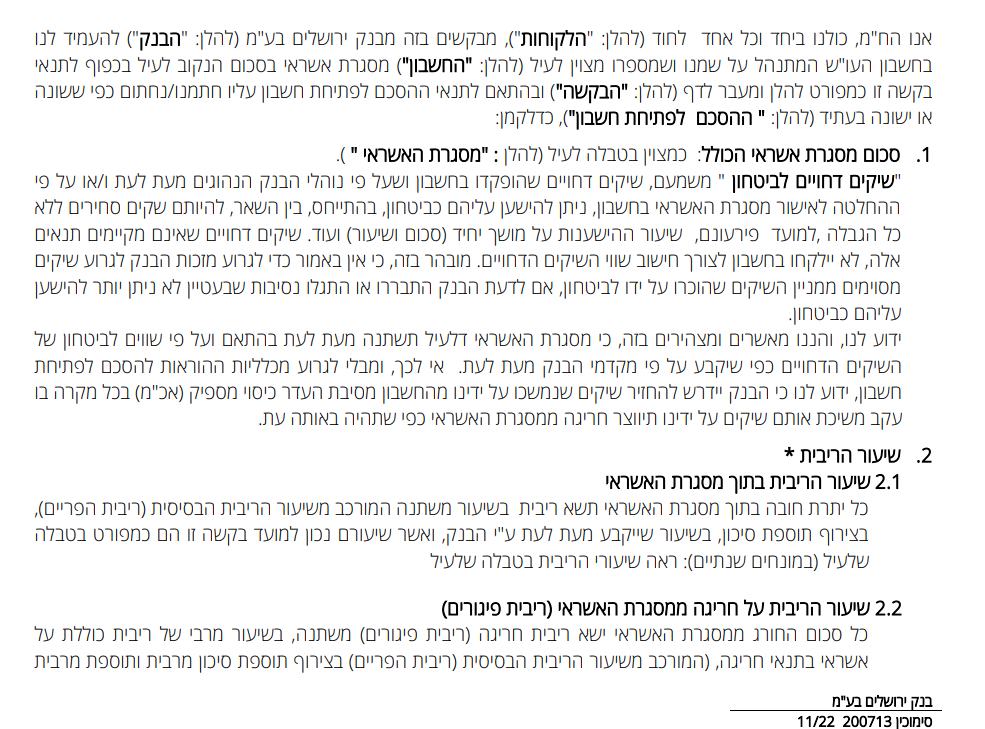 אנו הח"מ, כולנו ביחד וכל אחד לחוד (להלן: "הלקוחות"), מבקשים בזה מבנק ירושלים בע"מ (להלן: "הבנק") להעמיד לנו
בחשבון העו"ש המתנהל על שמנו ושמספרו מצוין לעיל (להלן: "החשבון") מסגרת אשראי בסכום הנקוב לעיל בכפוף לתנאי
בקשה זו כמפורט להלן ומעבר לדף (להלן: "הבקשה") ובהתאם לתנאי ההסכם לפתיחת חשבון עליו חתמנו/נחתום כפי ששונה
או ישונה בעתיד (להלן: " ההסכם לפתיחת חשבון"), כדלקמן:
1. סכום מסגרת אשראי הכולל: כמצוין בטבלה לעיל (להלן : "מסגרת האשראי " ).
"שיקים דחויים לביטחון " משמעם, שיקים דחויים שהופקדו בחשבון ושעל פי נוהלי הבנק הנהוגים מעת לעת ו/או על פי
ההחלטה לאישור מסגרת האשראי בחשבון, ניתן להישען עליהם כביטחון, בהתייחס, בין השאר, להיותם שקים סחירים ללא
כל הגבלה ,למועד פירעונם, שיעור ההישענות על מושך יחיד (סכום ושיעור) ועוד. שיקים דחויים שאינם מקיימים תנאים
אלה, לא יילקחו בחשבון לצורך חישוב שווי השיקים הדחויים. מובהר בזה, כי אין באמור כדי לגרוע מזכות הבנק לגרוע שיקים
מסוימים ממניין השיקים שהוכרו על ידו לביטחון, אם לדעת הבנק התבררו או התגלו נסיבות שבעטיין לא ניתן יותר להישען
עליהם כביטחון.
ידוע לנו, והננו מאשרים ומצהירים בזה, כי מסגרת האשראי דלעיל תשתנה מעת לעת בהתאם ועל פי שווים לביטחון של
השיקים הדחויים כפי שיקבע על פי מקדמי הבנק מעת לעת. אי לכך, ומבלי לגרוע מכלליות ההוראות להסכם לפתיחת
חשבון, ידוע לנו כי הבנק יידרש להחזיר שיקים שנמשכו על ידינו מהחשבון מסיבת העדר כיסוי מספיק (אכ"מ) בכל מקרה בו
עקב משיכת אותם שיקים על ידינו תיווצר חריגה ממסגרת האשראי כפי שתהיה באותה עת.
2. שיעור הריבית *
2.1 שיעור הריבית בתוך מסגרת האשראי
כל יתרת חובה בתוך מסגרת האשראי תשא ריבית בשיעור משתנה המורכב משיעור הריבית הבסיסית (ריבית הפריים),
בצירוף תוספת סיכון, בשיעור שייקבע מעת לעת ע"י הבנק, ואשר שיעורם נכון למועד בקשה זו הם כמפורט בטבלה
שלעיל (במונחים שנתיים): ראה שיעורי הריבית בטבלה שלעיל
2.2 שיעור הריבית על חריגה ממסגרת האשראי (ריבית פיגורים)
כל סכום החורג ממסגרת האשראי ישא ריבית חריגה (ריבית פיגורים) משתנה, בשיעור מרבי של ריבית כוללת על
אשראי בתנאי חריגה, (המורכב משיעור הריבית הבסיסית (ריבית הפריים) בצירוף תוספת סיכון מרבית ותוספת מרבית
בנק ירושלים בע"מ
סימוכין 200713 11/22